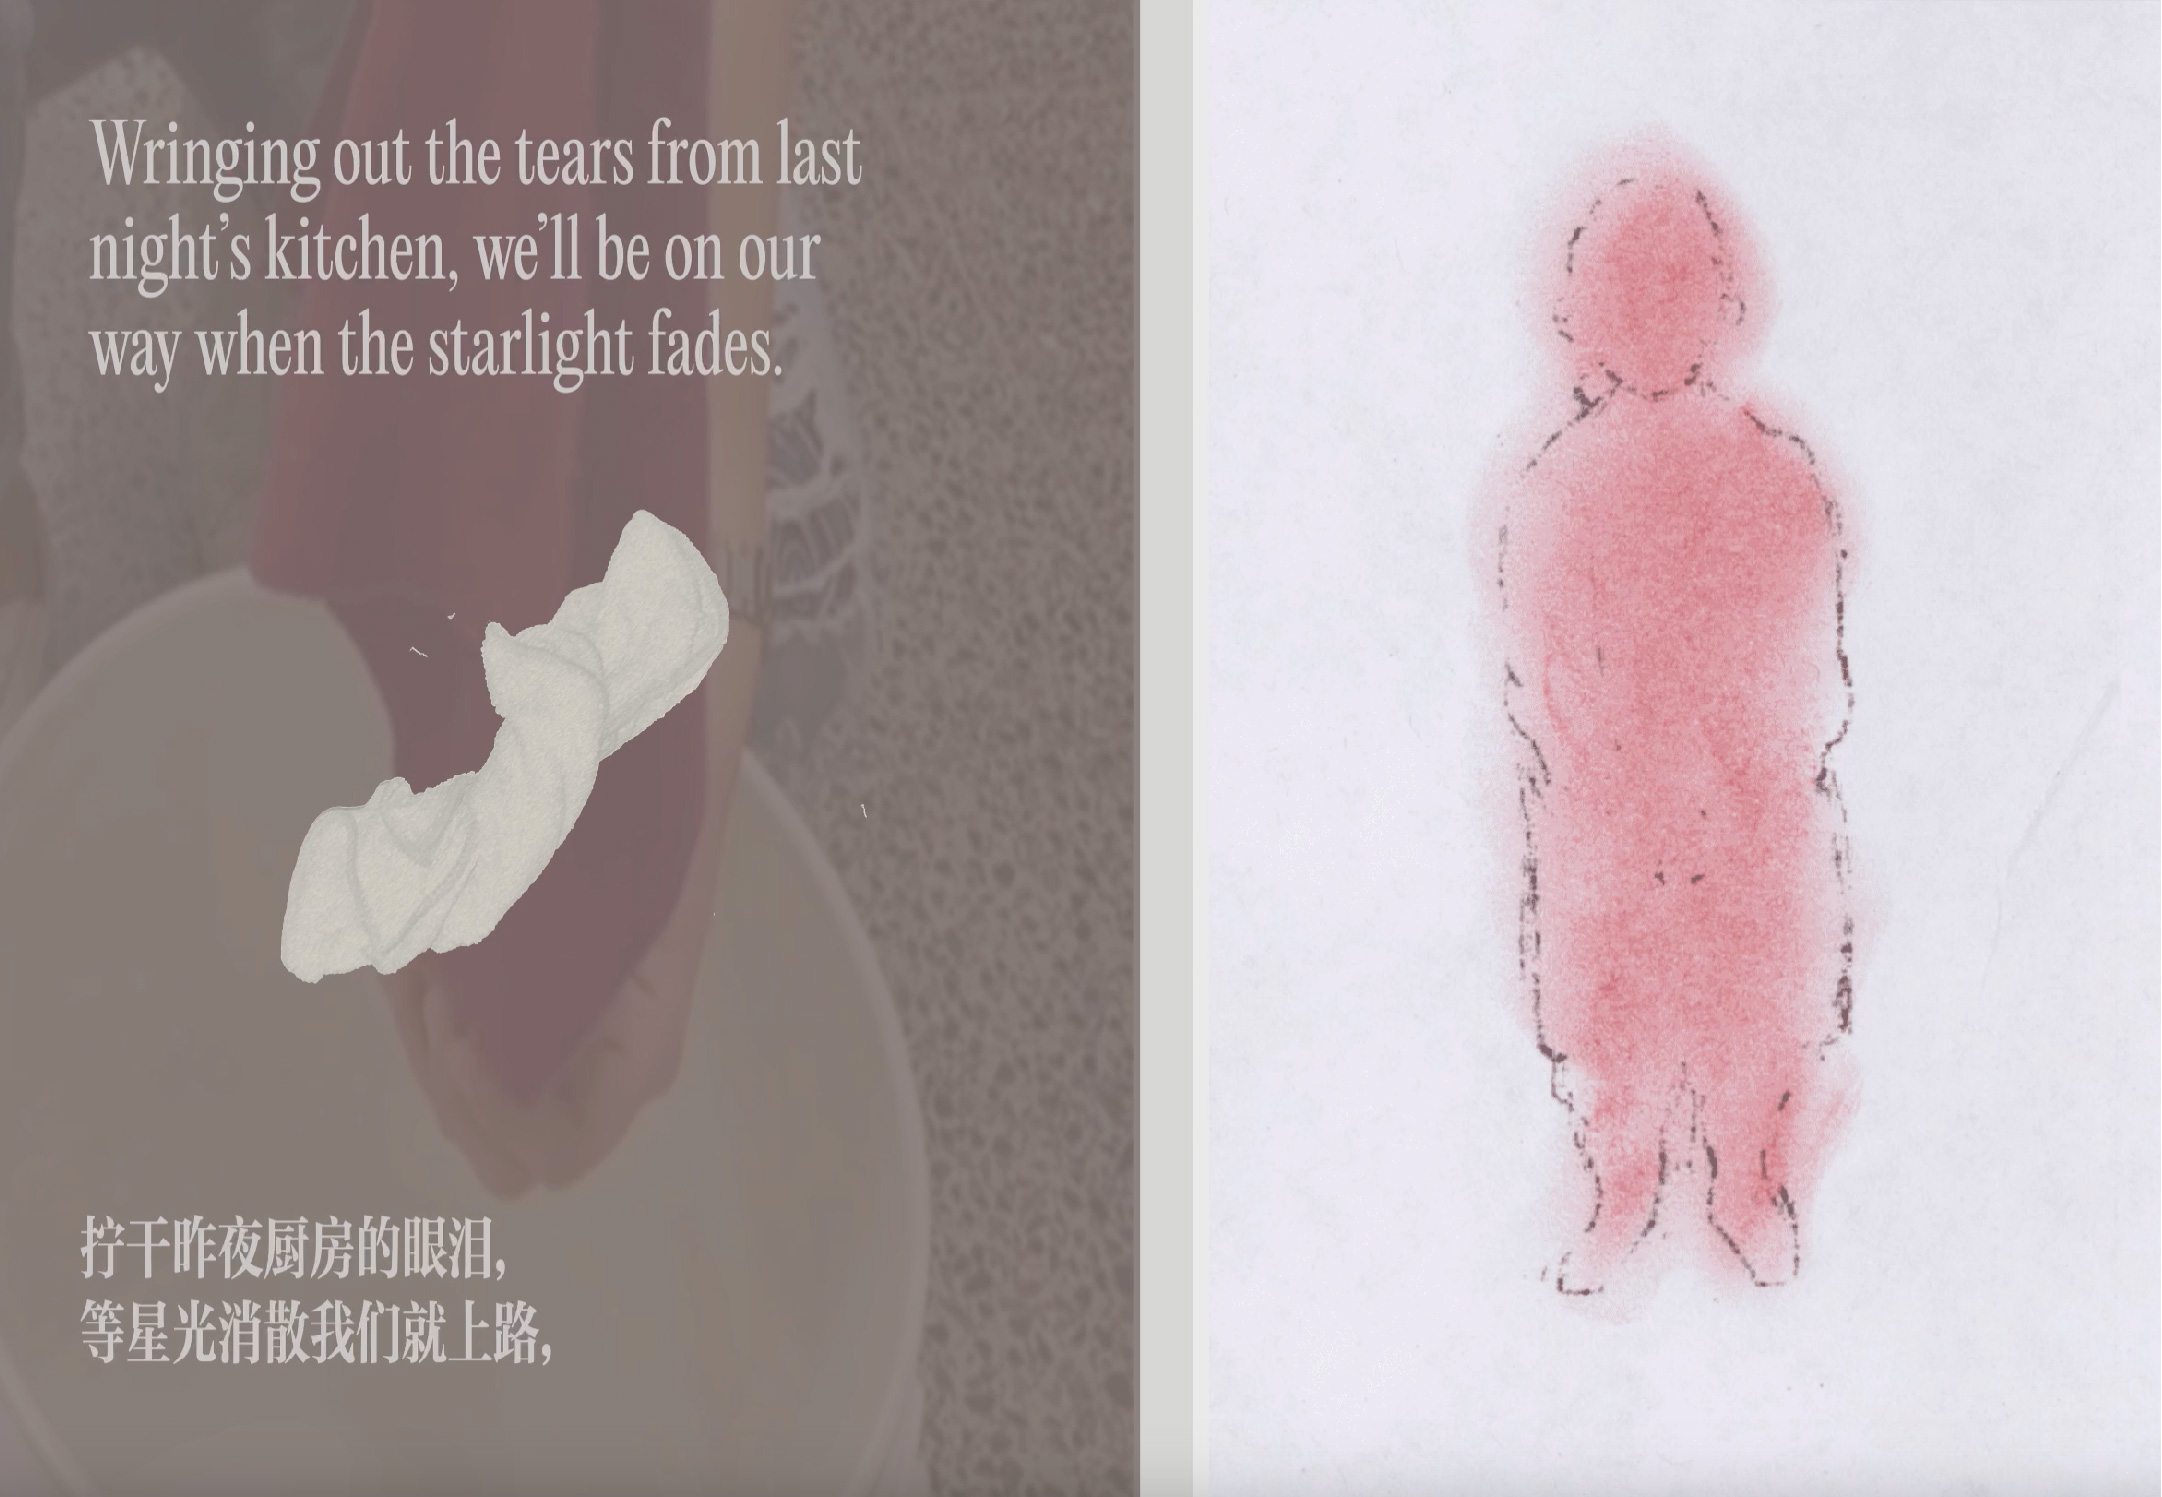 Wringing out the tears from last
night’s kitchen, we’ll be on our
way when the starlight fades.
拧干昨夜厨房的眼泪,
等星光消散我们就上路,